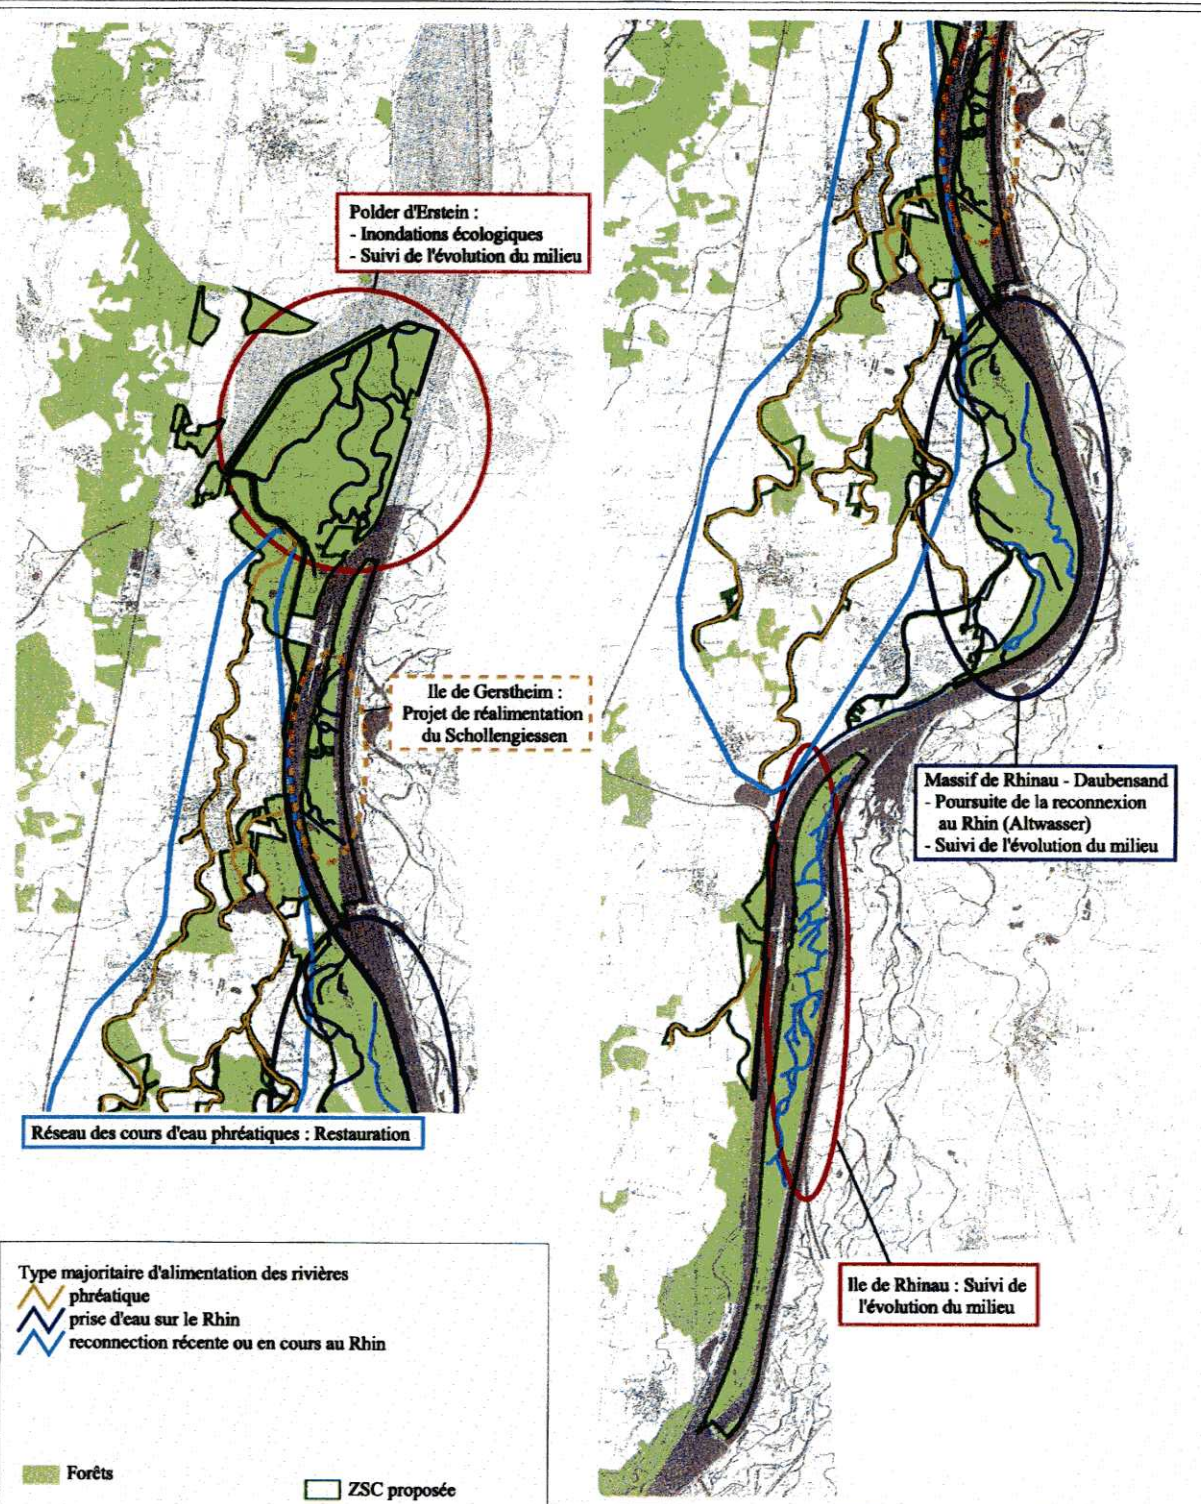 Polder d'Erstein :
- Inondations écologiques
- Suivi de l'évolution du milieu
Ile de Gerstheim :
Projet de réalimentation
du Schollengiessen
Réseau des cours d'eau phréatiques : Restauration
Massif de Rhinau - Daubensand
- Poursuite de la reconnexion
au Rhin (Altwasser)
- Suivi de l'évolution du milieu
Ile de Rhinau : Suivi de
l'évolution du milieu
Type majoritaire d'alimentation des rivières
phréatique
prise d'eau sur le Rhin
reconnection récente ou en cours au Rhin
Forêts
ZSC proposée